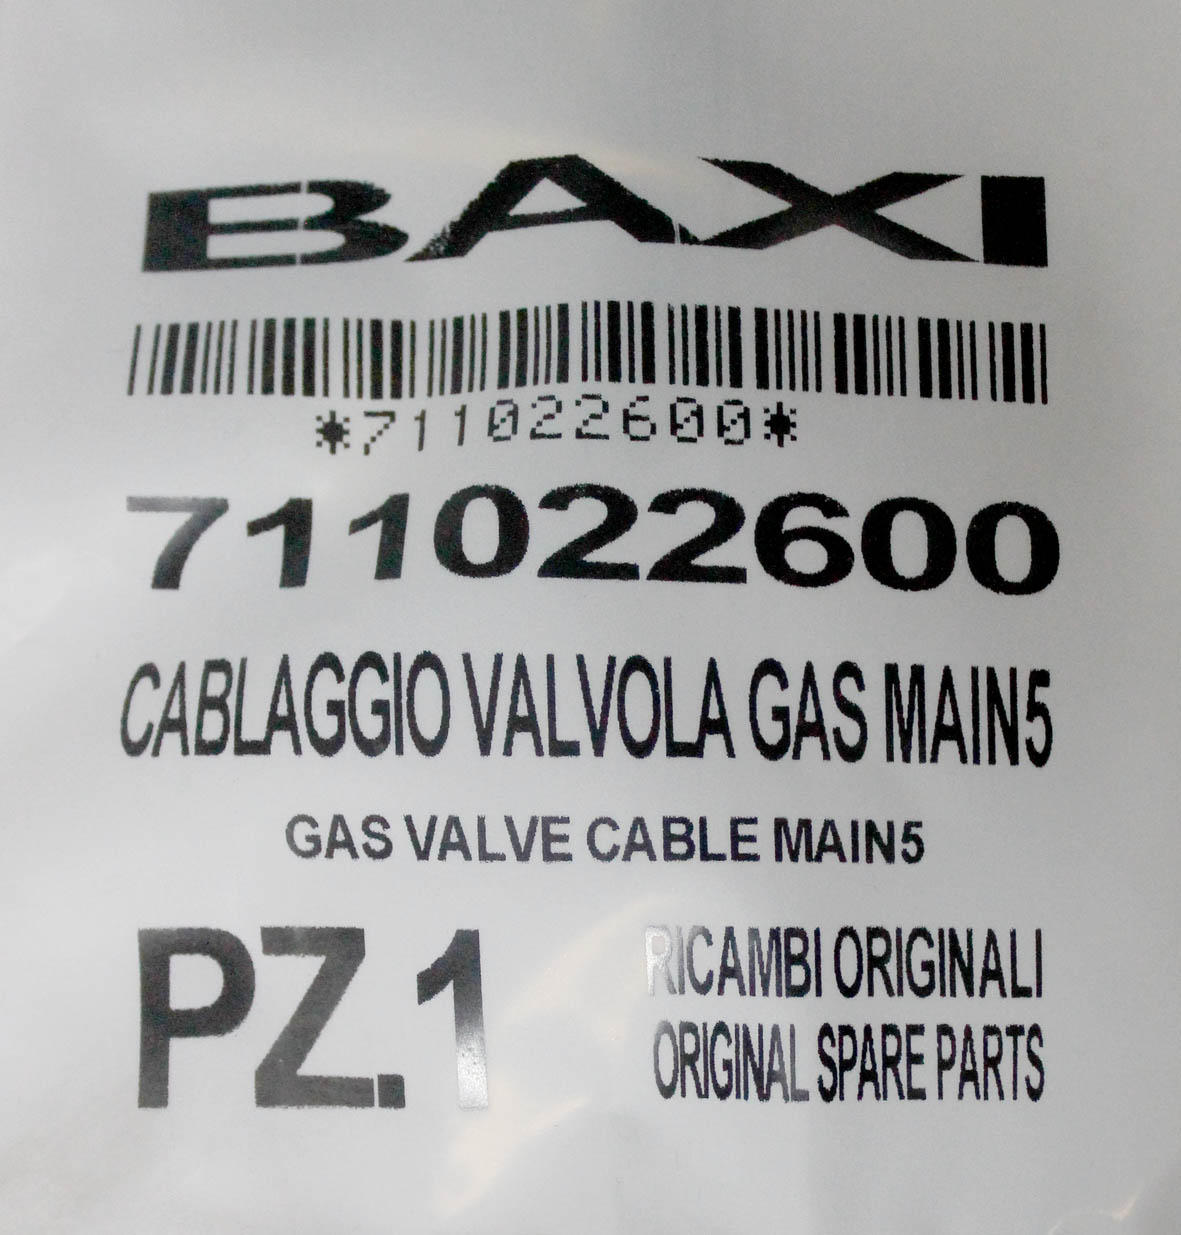 BAXI
*711022600*
711022600
CABLAGGIO VALVOLA GAS MAIN5
GAS VALVE CABLE MAIN5
PZ.1
RICAMBI ORIGINALI
ORIGINAL SPARE PARTS